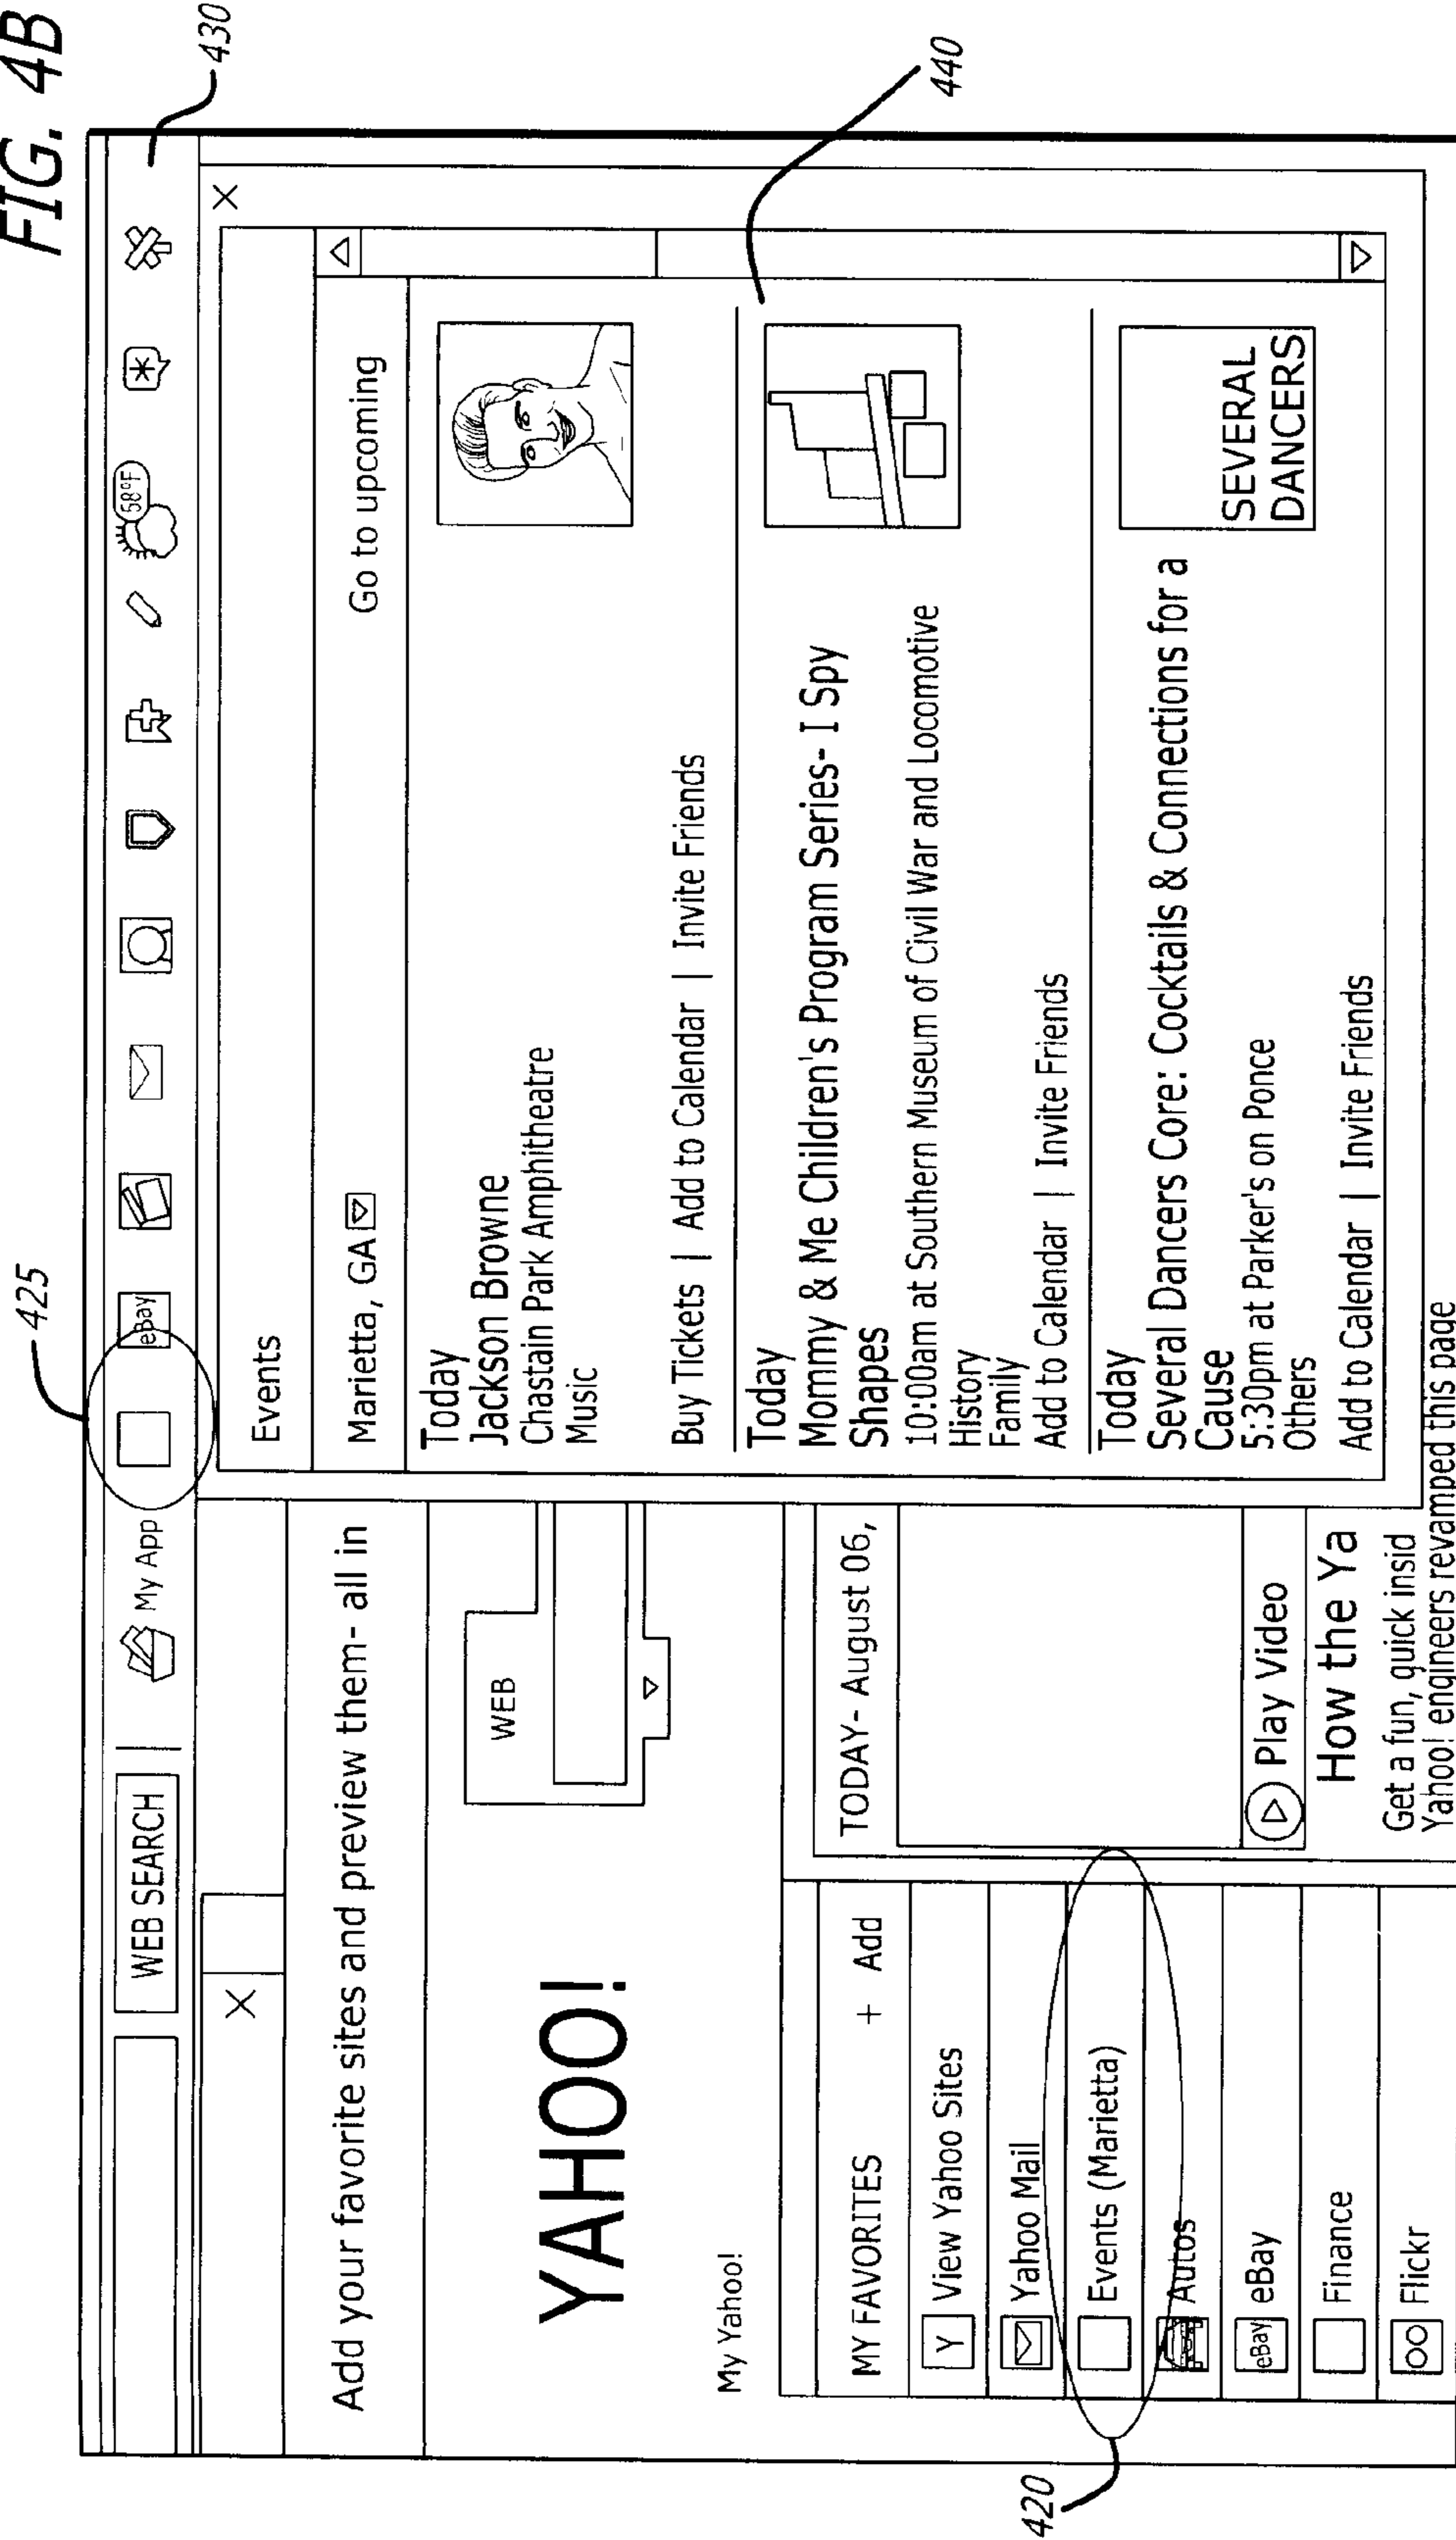 FIG. 4B
425
430
WEB SEARCH
My App
eBay
68°F
X
Add your favorite sites and preview them- all in
YAHOO!
WEB
My Yahoo!
MY FAVORITES + Add
Y View Yahoo Sites
Yahoo Mail
Events (Marietta)
Autos
eBay eBay
Finance
Flickr
420
TODAY- August 06,
Play Video
How the Ya
Get a fun, quick insid
Yahoo! engineers revamped this page
X
Events
Marietta, GA
Go to upcoming
Today
Jackson Browne
Chastain Park Amphitheatre
Music
Buy Tickets | Add to Calendar | Invite Friends
440
Today
Mommy & Me Children's Program Series- I Spy
Shapes
10:00am at Southern Museum of Civil War and Locomotive
History
Family
Add to Calendar | Invite Friends
Today
Several Dancers Core: Cocktails & Connections for a
Cause
5:30pm at Parker's on Ponce
Others
Add to Calendar | Invite Friends
SEVERAL
DANCERS